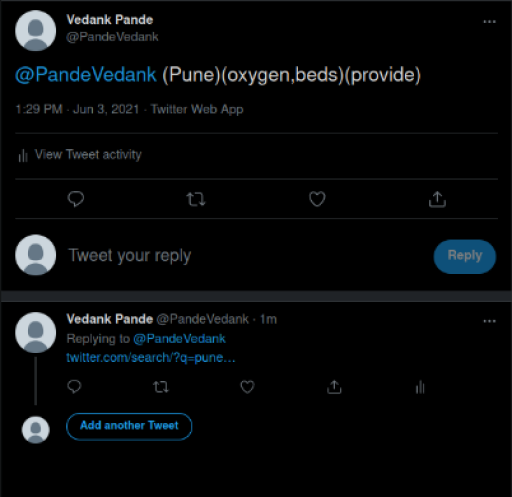 Vedank Pande
@PandeVedank
@PandeVedank (Pune)(oxygen,beds)(provide)
1:29 PM · Jun 3, 2021 · Twitter Web App
View Tweet activity
Tweet your reply
Reply
Vedank Pande @PandeVedank · 1m
Replying to @PandeVedank
twitter.com/search/?q=pune…
Add another Tweet